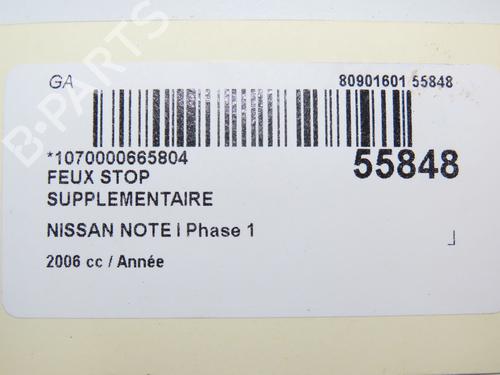 GA
80901601 55848
*1070000665804
55848
FEUX STOP
SUPPLEMENTAIRE
NISSAN NOTE I Phase 1
2006 cc / Année
B-PARTS